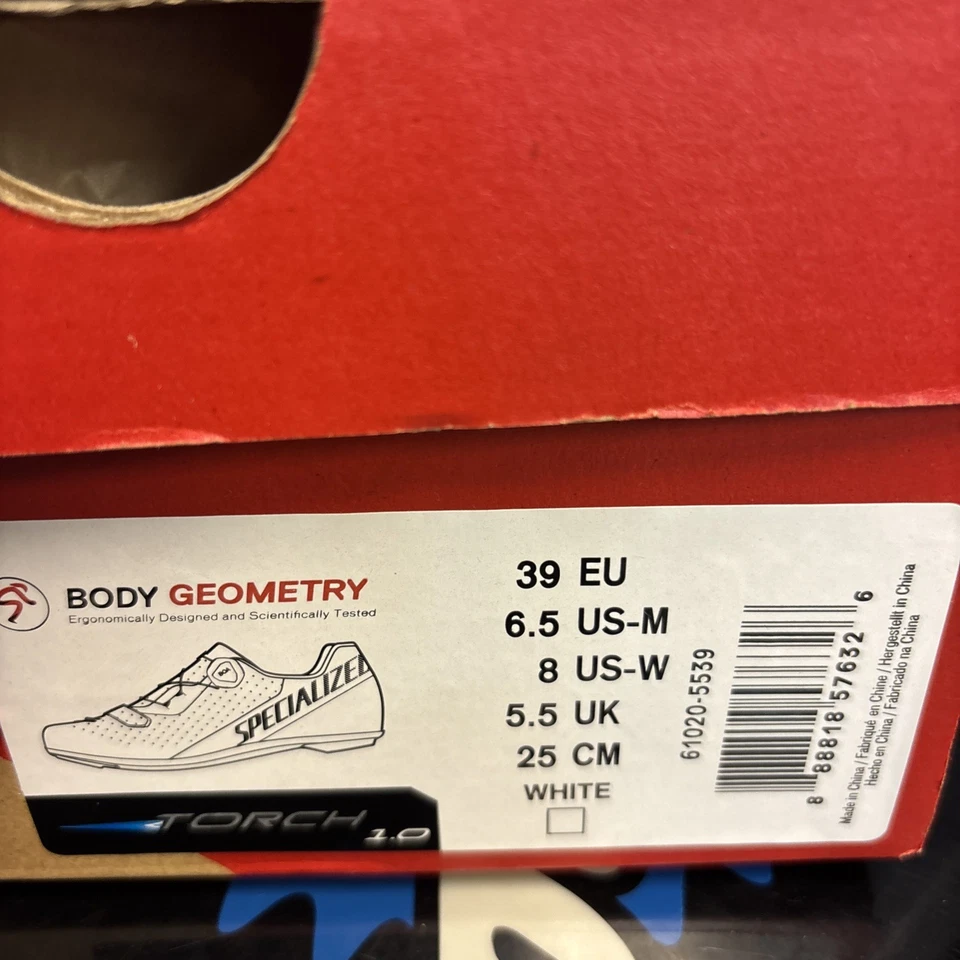 BODY GEOMETRY
Ergonomically Designed and Scientifically Tested
BOA
SPECIALIZED
TORCH 1.0
39 EU
6.5 US-M
8 US-W
5.5 UK
25 CM
WHITE
61020-5539
8 88818 57632 6
Made in China / Fabriqué en Chine / Hergestellt in China
Hecho en China / Fabricado na China